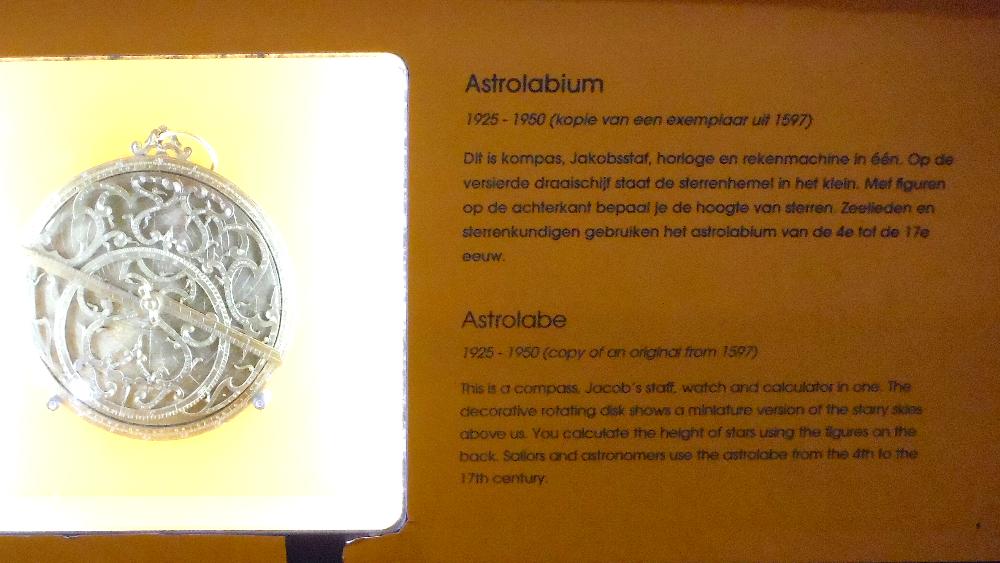 Astrolabium
1925 - 1950 (kopie van een exemplaar uit 1597)
Dit is kompas, Jakobsstaf, horloge en rekenmachine in één. Op de
versierde draaischijf staat de sterrenhemel in het klein. Met figuren
op de achterkant bepaal je de hoogte van sterren. Zeelieden en
sterrenkundigen gebruiken het astrolabium van de 4e tot de 17e
eeuw.
Astrolabe
1925 - 1950 (copy of an original from 1597)
This is a compass, Jacob's staff, watch and calculator in one. The
decorative rotating disk shows a miniature version of the starry skies
above us. You calculate the height of stars using the figures on the
back. Sailors and astronomers use the astrolabe from the 4th to the
17th century.